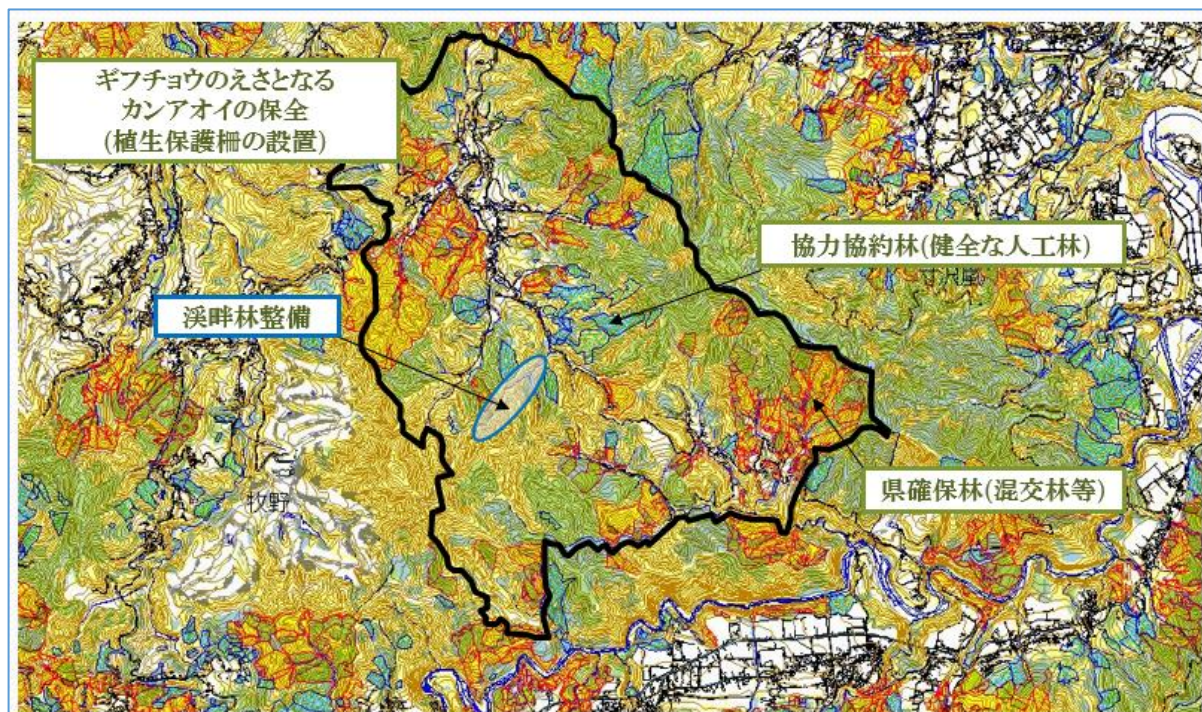 ギフチョウのえさとなる
カンアオイの保全
(植生保護柵の設置)
協力協約林(健全な人工林)
渓畔林整備
県確保林(混交林等)
牧野